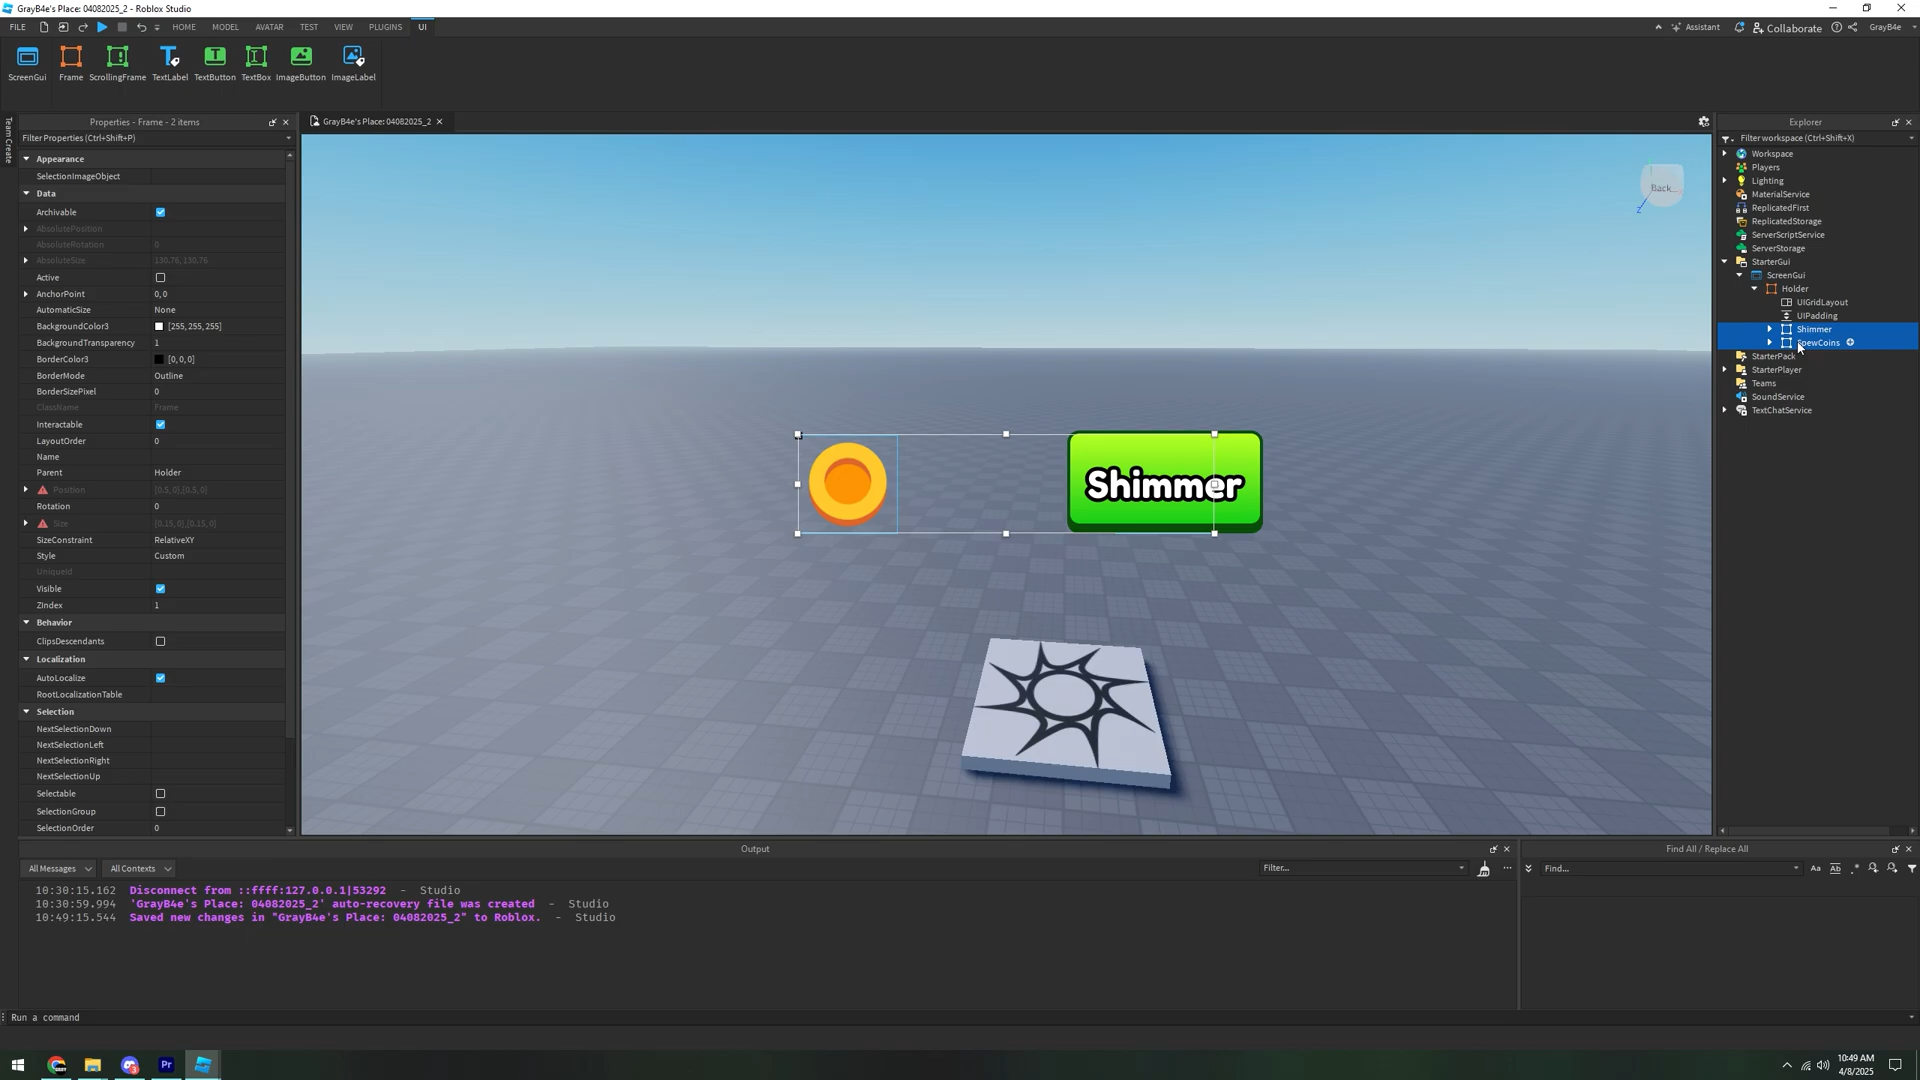 GrayB4e's Place: 04082025_2 - Roblox Studio
FILE HOME MODEL AVATAR TEST VIEW PLUGINS UI Assistant Collaborate GrayB4e
ScreenGui Frame ScrollingFrame TextLabel TextButton TextBox ImageButton ImageLabel
Team Create
Properties - Frame - 2 items
Filter Properties (Ctrl+Shift+P)
Appearance
SelectionImageObject
Data
Archivable
AbsolutePosition
AbsoluteRotation 0
AbsoluteSize 130.76, 130.76
Active
AnchorPoint 0, 0
AutomaticSize None
BackgroundColor3 [255, 255, 255]
BackgroundTransparency 1
BorderColor3 [0, 0, 0]
BorderMode Outline
BorderSizePixel 0
ClassName Frame
Interactable
LayoutOrder 0
Name
Parent Holder
Position {0.5, 0},{0.5, 0}
Rotation 0
Size {0.15, 0},{0.15, 0}
SizeConstraint RelativeXY
Style Custom
UniqueId
Visible
ZIndex 1
Behavior
ClipsDescendants
Localization
AutoLocalize
RootLocalizationTable
Selection
NextSelectionDown
NextSelectionLeft
NextSelectionRight
NextSelectionUp
Selectable
SelectionGroup
SelectionOrder 0
GrayB4e's Place: 04082025_2
Back
Z
Shimmer
Explorer
Filter workspace (Ctrl+Shift+X)
Workspace
Players
Lighting
MaterialService
ReplicatedFirst
ReplicatedStorage
ServerScriptService
ServerStorage
StarterGui
ScreenGui
Holder
UIGridLayout
UIPadding
Shimmer
SpewCoins
StarterPack
StarterPlayer
Teams
SoundService
TextChatService
Output
All Messages All Contexts Filter...
10:30:15.162 Disconnect from ::ffff:127.0.0.1|53292 - Studio
10:30:59.994 'GrayB4e's Place: 04082025_2' auto-recovery file was created - Studio
10:49:15.544 Saved new changes in "GrayB4e's Place: 04082025_2" to Roblox. - Studio
Find All / Replace All
Find... Aa Ab
Run a command
Pr
10:49 AM
4/8/2025